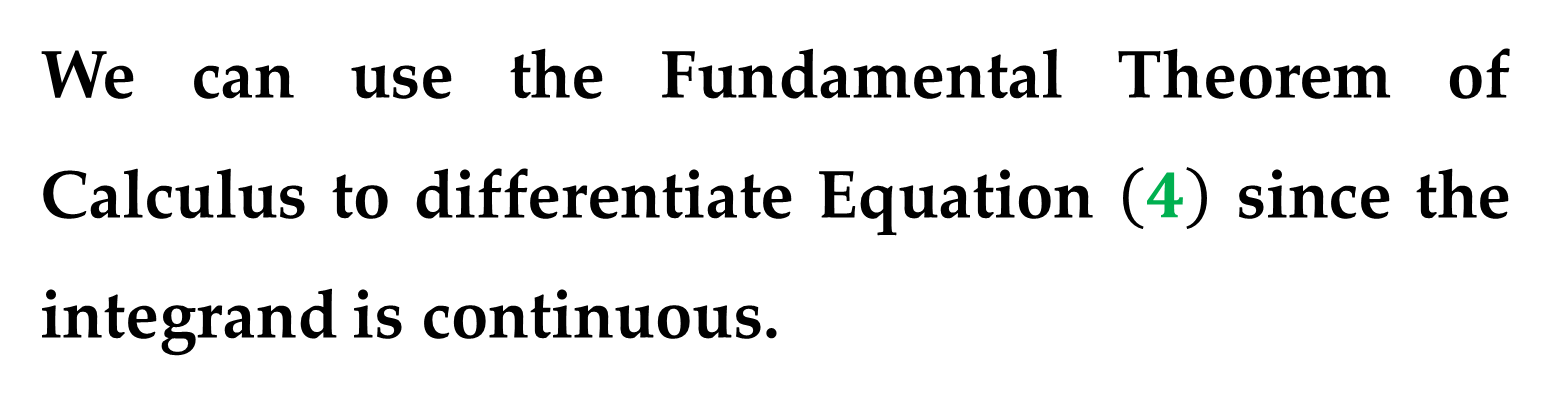 We can use the Fundamental Theorem of
Calculus to differentiate Equation (4) since the
integrand is continuous.